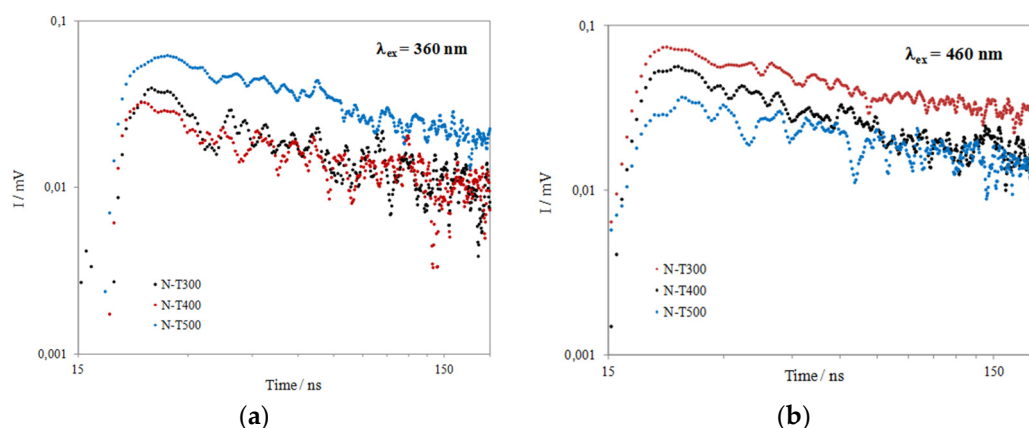 0,1
λex = 360 nm
0,01
I / mV
N-T300
N-T400
N-T500
0,001
15
150
Time / ns
(a)
0,1
λex = 460 nm
0,01
I / mV
N-T300
N-T400
N-T500
0,001
15
150
Time / ns
(b)